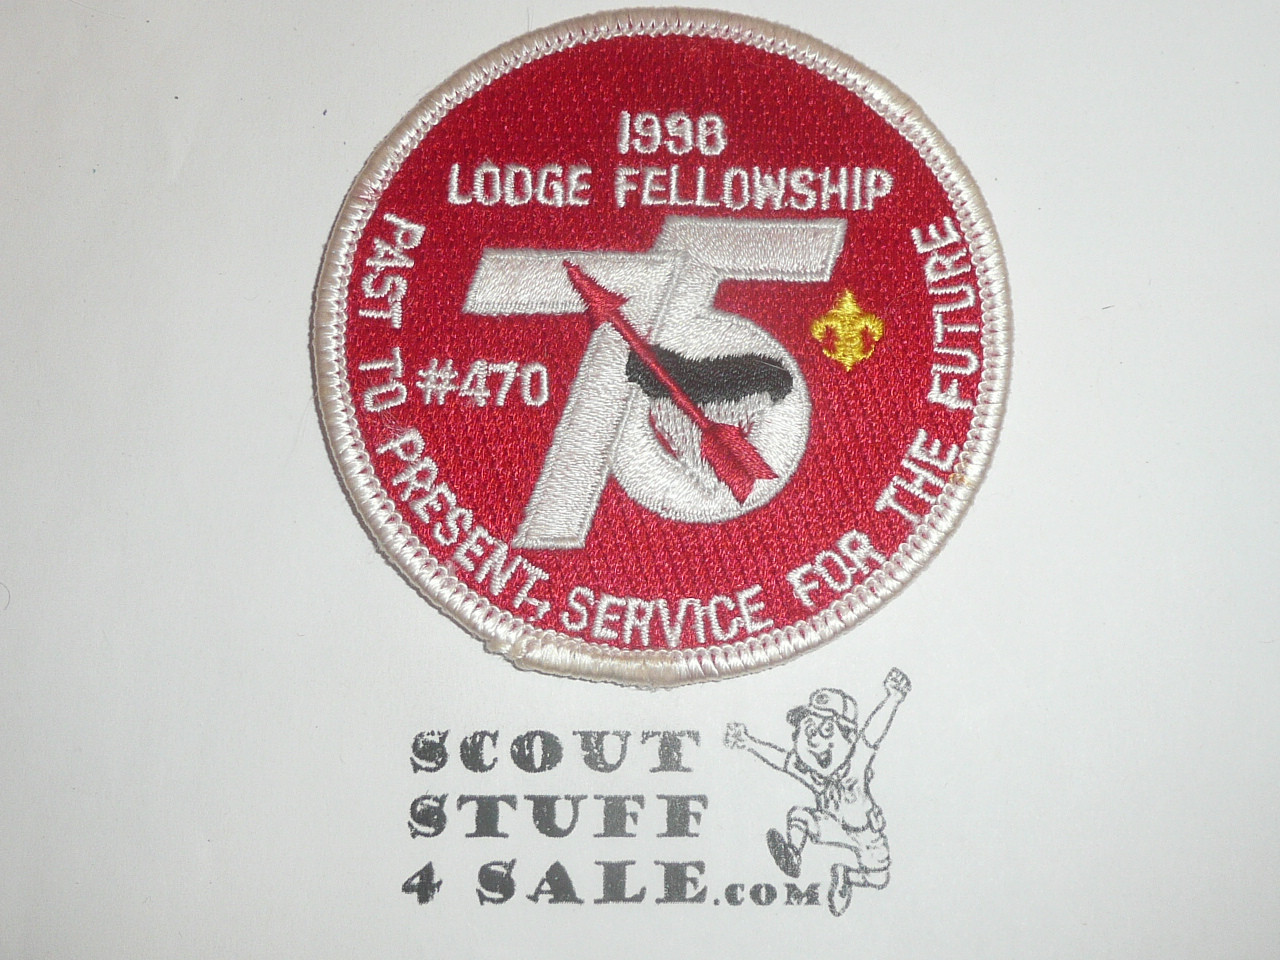 1998
LODGE FELLOWSHIP
75
#470
PAST TO PRESENT, SERVICE FOR THE FUTURE
SCOUT
STUFF
4 SALE.COM